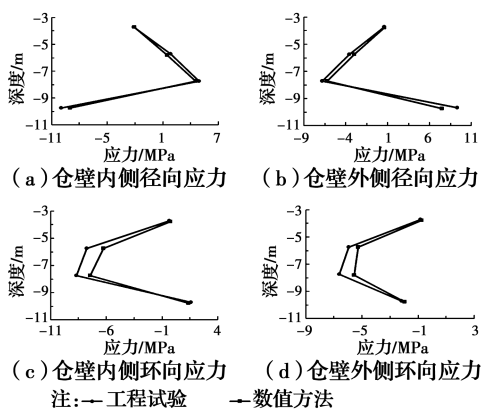 -3
-5
-7
-9
-11
深度/m
-11 -5 1 7
应力/MPa
(a)仓壁内侧径向应力
-3
-5
-7
-9
-11
深度/m
-9 -4 1 6 11
应力/MPa
(b)仓壁外侧径向应力
-3
-5
-7
-9
-11
深度/m
-11 -6 -1 4
应力/MPa
(c)仓壁内侧环向应力
-3
-5
-7
-9
-11
深度/m
-9 -5 -1 3
应力/MPa
(d)仓壁外侧环向应力
注: 工程试验 数值方法